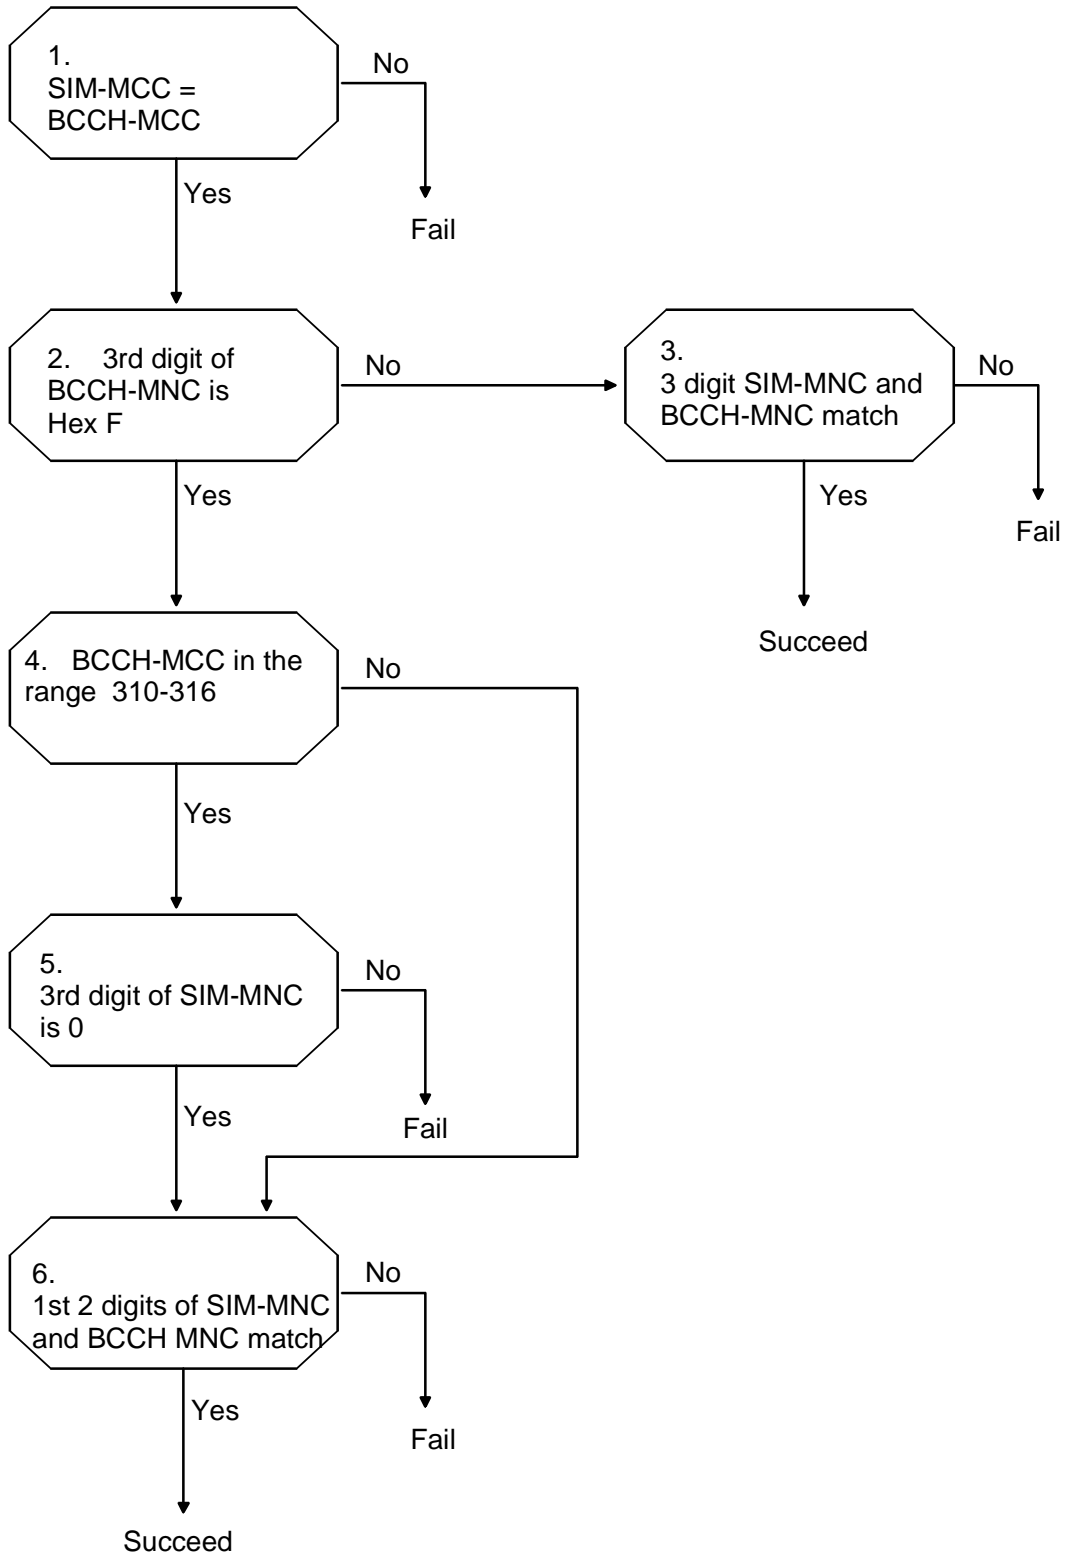 1.
SIM-MCC =
BCCH-MCC
No
Yes
Fail
2. 3rd digit of
BCCH-MNC is
Hex F
No
3.
3 digit SIM-MNC and
BCCH-MNC match
No
Yes
Yes
Fail
Succeed
4. BCCH-MCC in the
range 310-316
No
Yes
5.
3rd digit of SIM-MNC
is 0
No
Yes
Fail
6.
1st 2 digits of SIM-MNC
and BCCH MNC match
No
Yes
Fail
Succeed